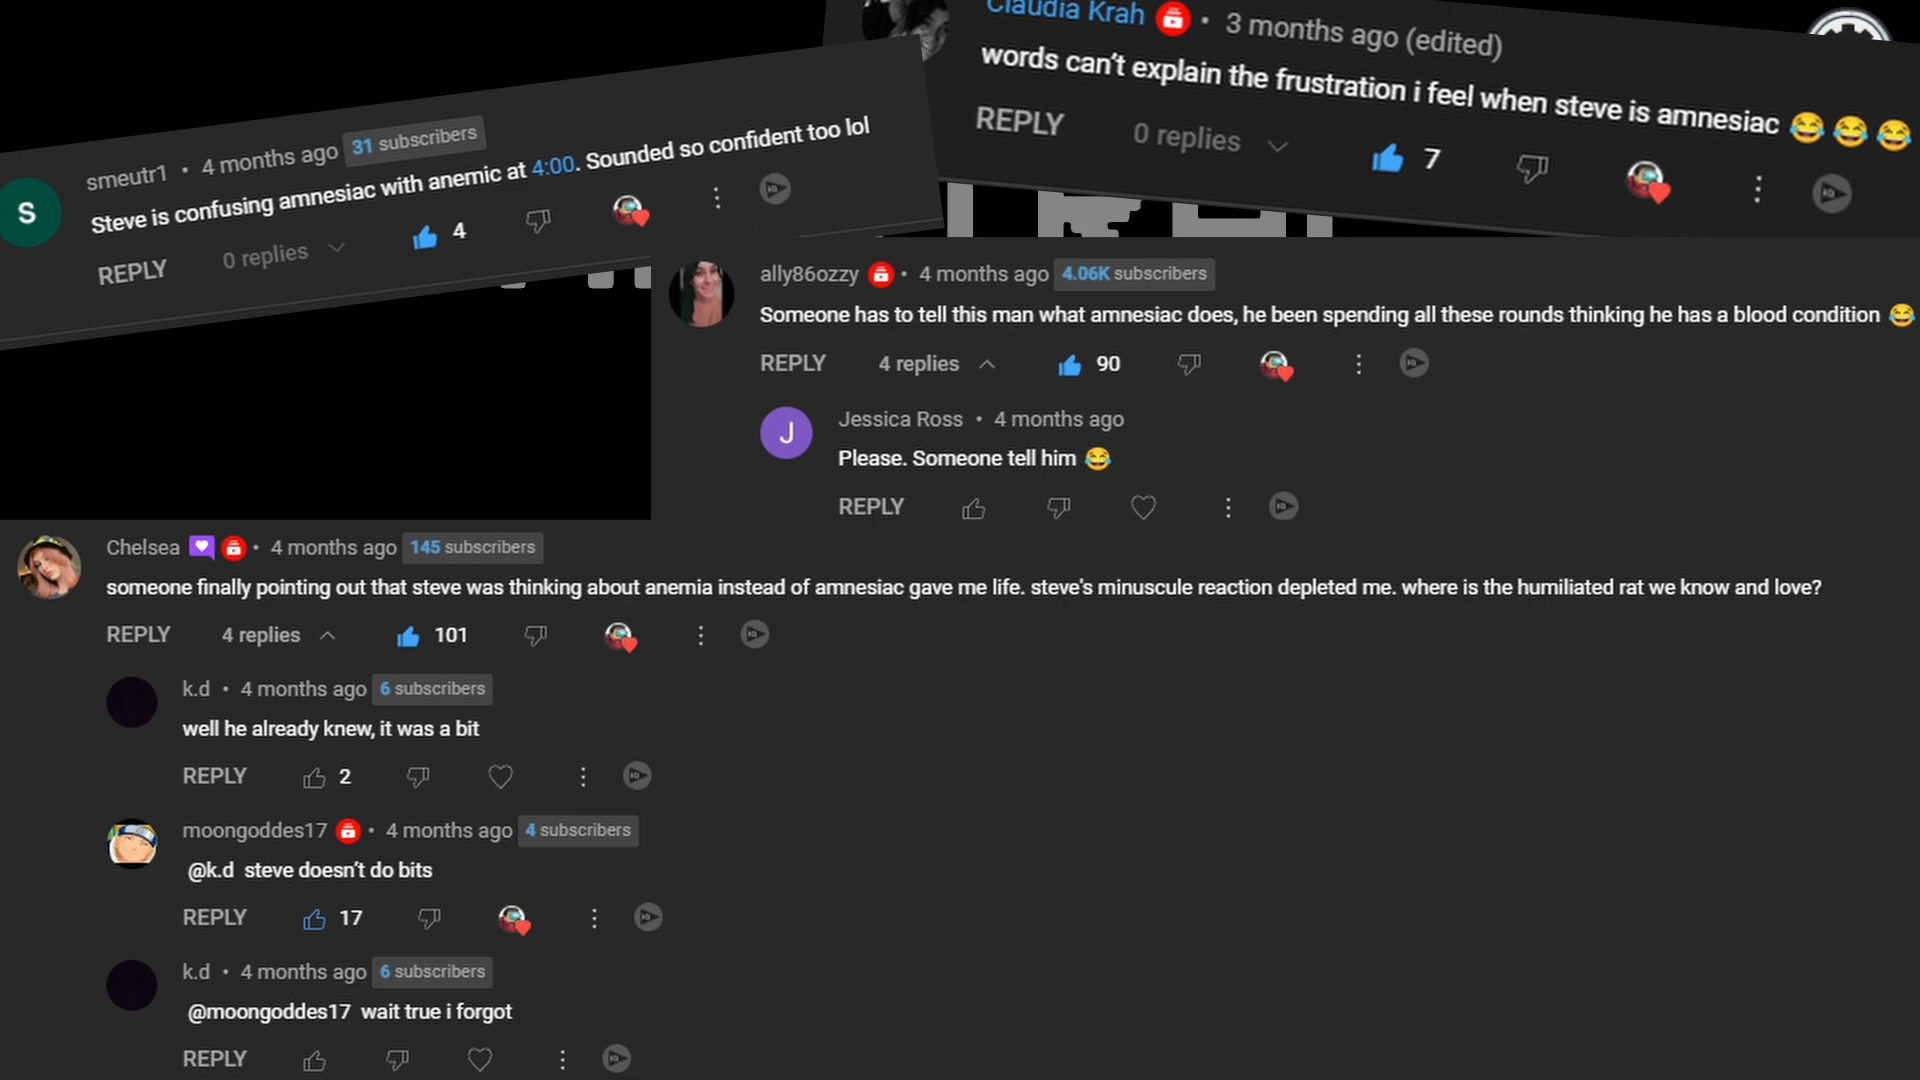 smeutr1 • 4 months ago 31 subscribers
Steve is confusing amnesiac with anemic at 4:00. Sounded so confident too lol
REPLY 0 replies 4
Claudia Krah • 3 months ago (edited)
words can't explain the frustration i feel when steve is amnesiac 😂😂😂
REPLY 0 replies 7
ally86ozzy • 4 months ago 4.06K subscribers
Someone has to tell this man what amnesiac does, he been spending all these rounds thinking he has a blood condition 😂
REPLY 4 replies 90
J
Jessica Ross • 4 months ago
Please. Someone tell him 😂
REPLY
Chelsea • 4 months ago 145 subscribers
someone finally pointing out that steve was thinking about anemia instead of amnesiac gave me life. steve's minuscule reaction depleted me. where is the humiliated rat we know and love?
REPLY 4 replies 101
k.d • 4 months ago 6 subscribers
well he already knew, it was a bit
REPLY 2
moongoddes17 • 4 months ago 4 subscribers
@k.d steve doesn't do bits
REPLY 17
k.d • 4 months ago 6 subscribers
@moongoddes17 wait true i forgot
REPLY